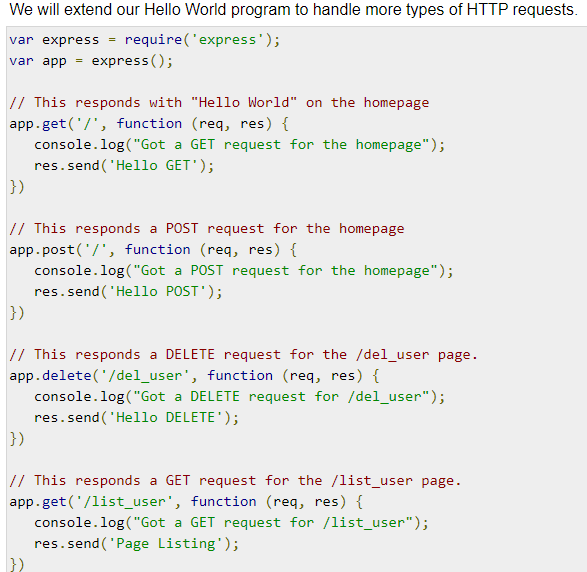 We will extend our Hello World program to handle more types of HTTP requests.
var express = require('express');
var app = express();

// This responds with "Hello World" on the homepage
app.get('/', function (req, res) {
   console.log("Got a GET request for the homepage");
   res.send('Hello GET');
})

// This responds a POST request for the homepage
app.post('/', function (req, res) {
   console.log("Got a POST request for the homepage");
   res.send('Hello POST');
})

// This responds a DELETE request for the /del_user page.
app.delete('/del_user', function (req, res) {
   console.log("Got a DELETE request for /del_user");
   res.send('Hello DELETE');
})

// This responds a GET request for the /list_user page.
app.get('/list_user', function (req, res) {
   console.log("Got a GET request for /list_user");
   res.send('Page Listing');
})